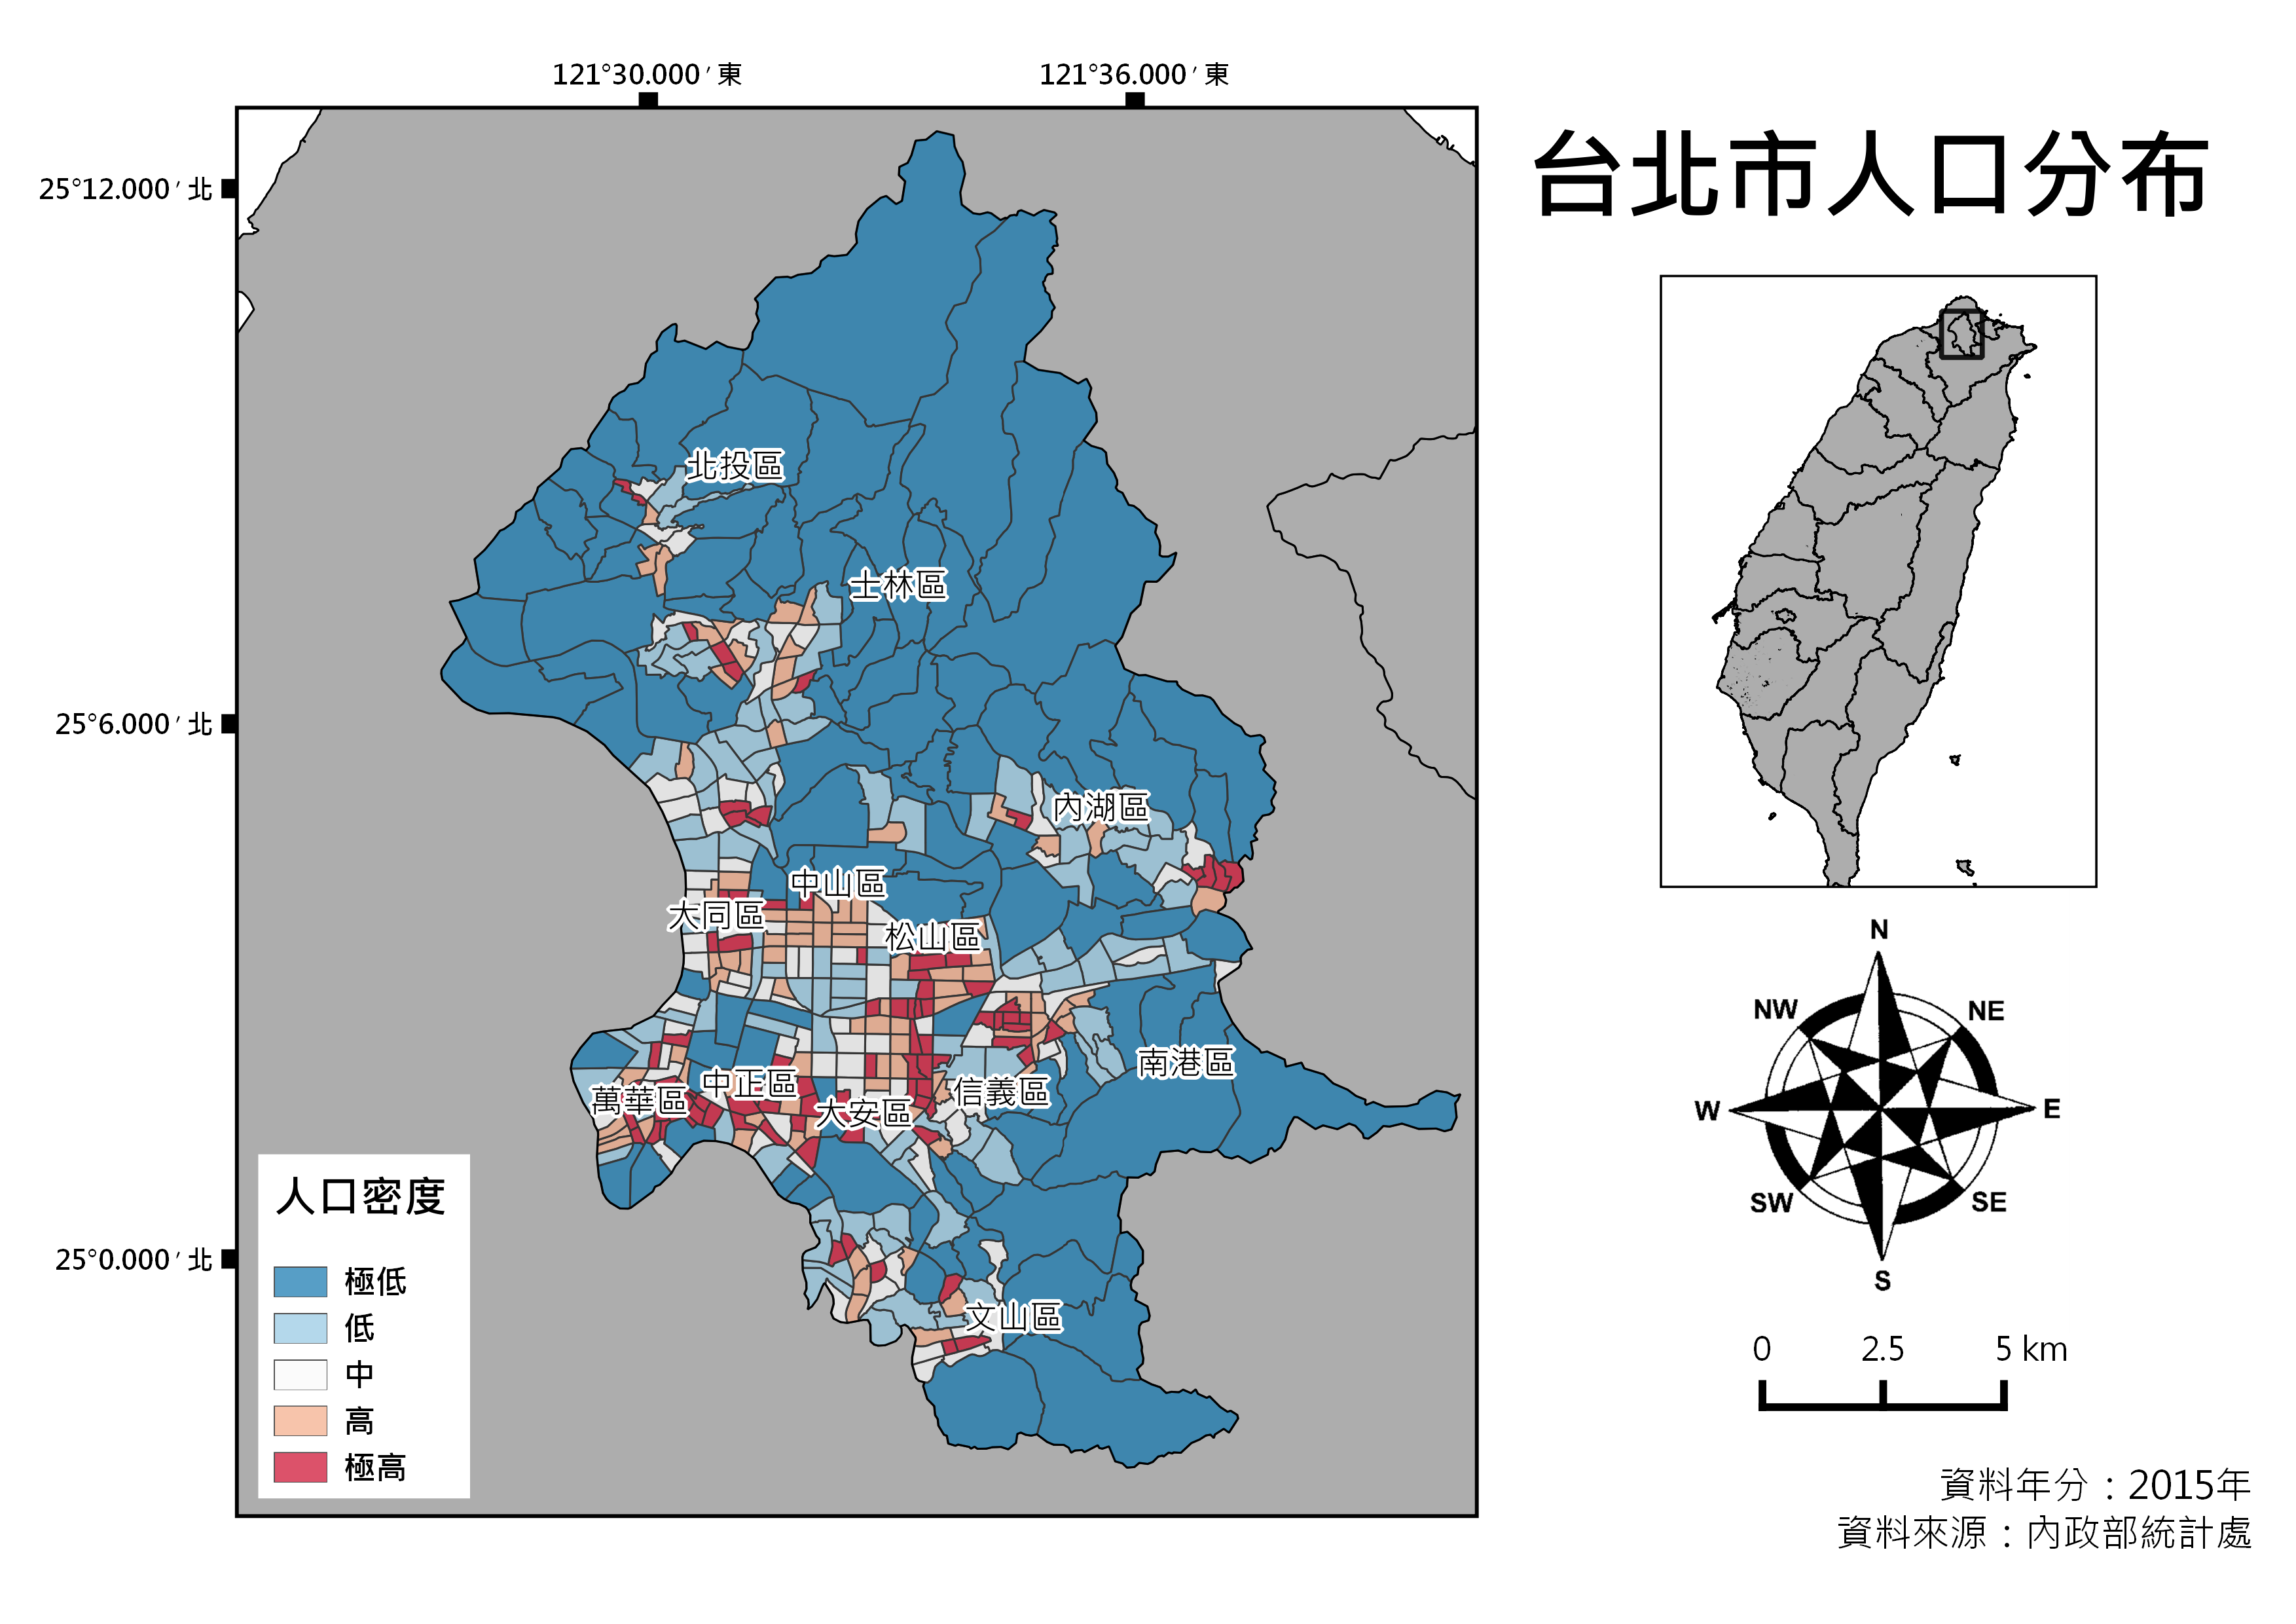 121°30.000′東
121°36.000′東
台北市人口分布
25°12.000′北
25°6.000′北
25°0.000′北
北投區
士林區
內湖區
中山區
大同區
松山區
南港區
中正區
萬華區
大安區
信義區
文山區
人口密度
極低
低
中
高
極高
N
NW
NE
W
E
SW
SE
S
0 2.5 5 km
資料年分：2015年
資料來源：內政部統計處